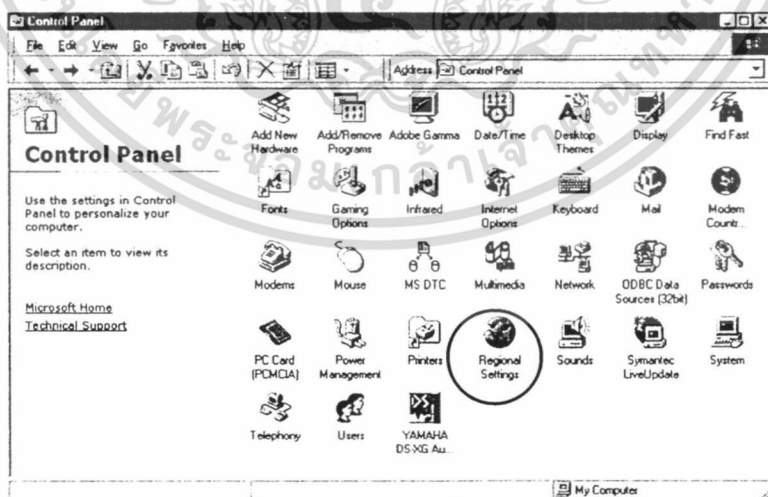 Control Panel
File Edit View Go Favorites Help
Address Control Panel
Control Panel
Use the settings in Control
Panel to personalize your
computer.
Select an item to view its
description.
Microsoft Home
Technical Support
Add New
Hardware
Add/Remove
Programs
Adobe Gamma
Date/Time
Desktop
Themes
Display
Find Fast
Fonts
Gaming
Options
Infrared
Internet
Options
Keyboard
Mail
Modem
Countr...
Modems
Mouse
MS DTC
Multimedia
Network
ODBC Data
Sources (32bit)
Passwords
PC Card
(PCMCIA)
Power
Management
Printers
Regional
Settings
Sounds
Symantec
LiveUpdate
System
Telephony
Users
YAMAHA
DS-XG Au...
My Computer